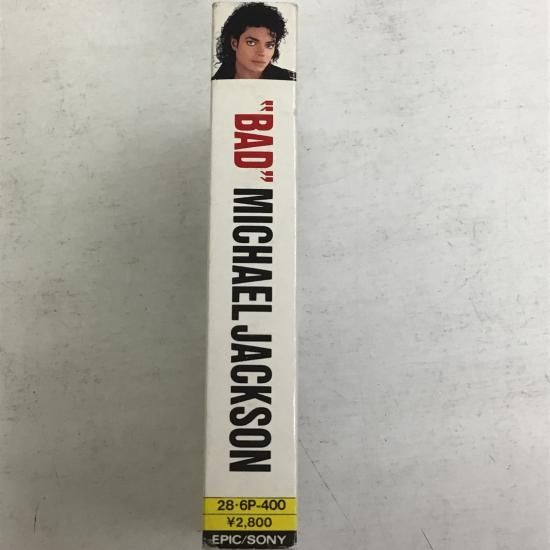 "BAD" MICHAEL JACKSON
28·6P-400
¥2,800
EPIC/SONY